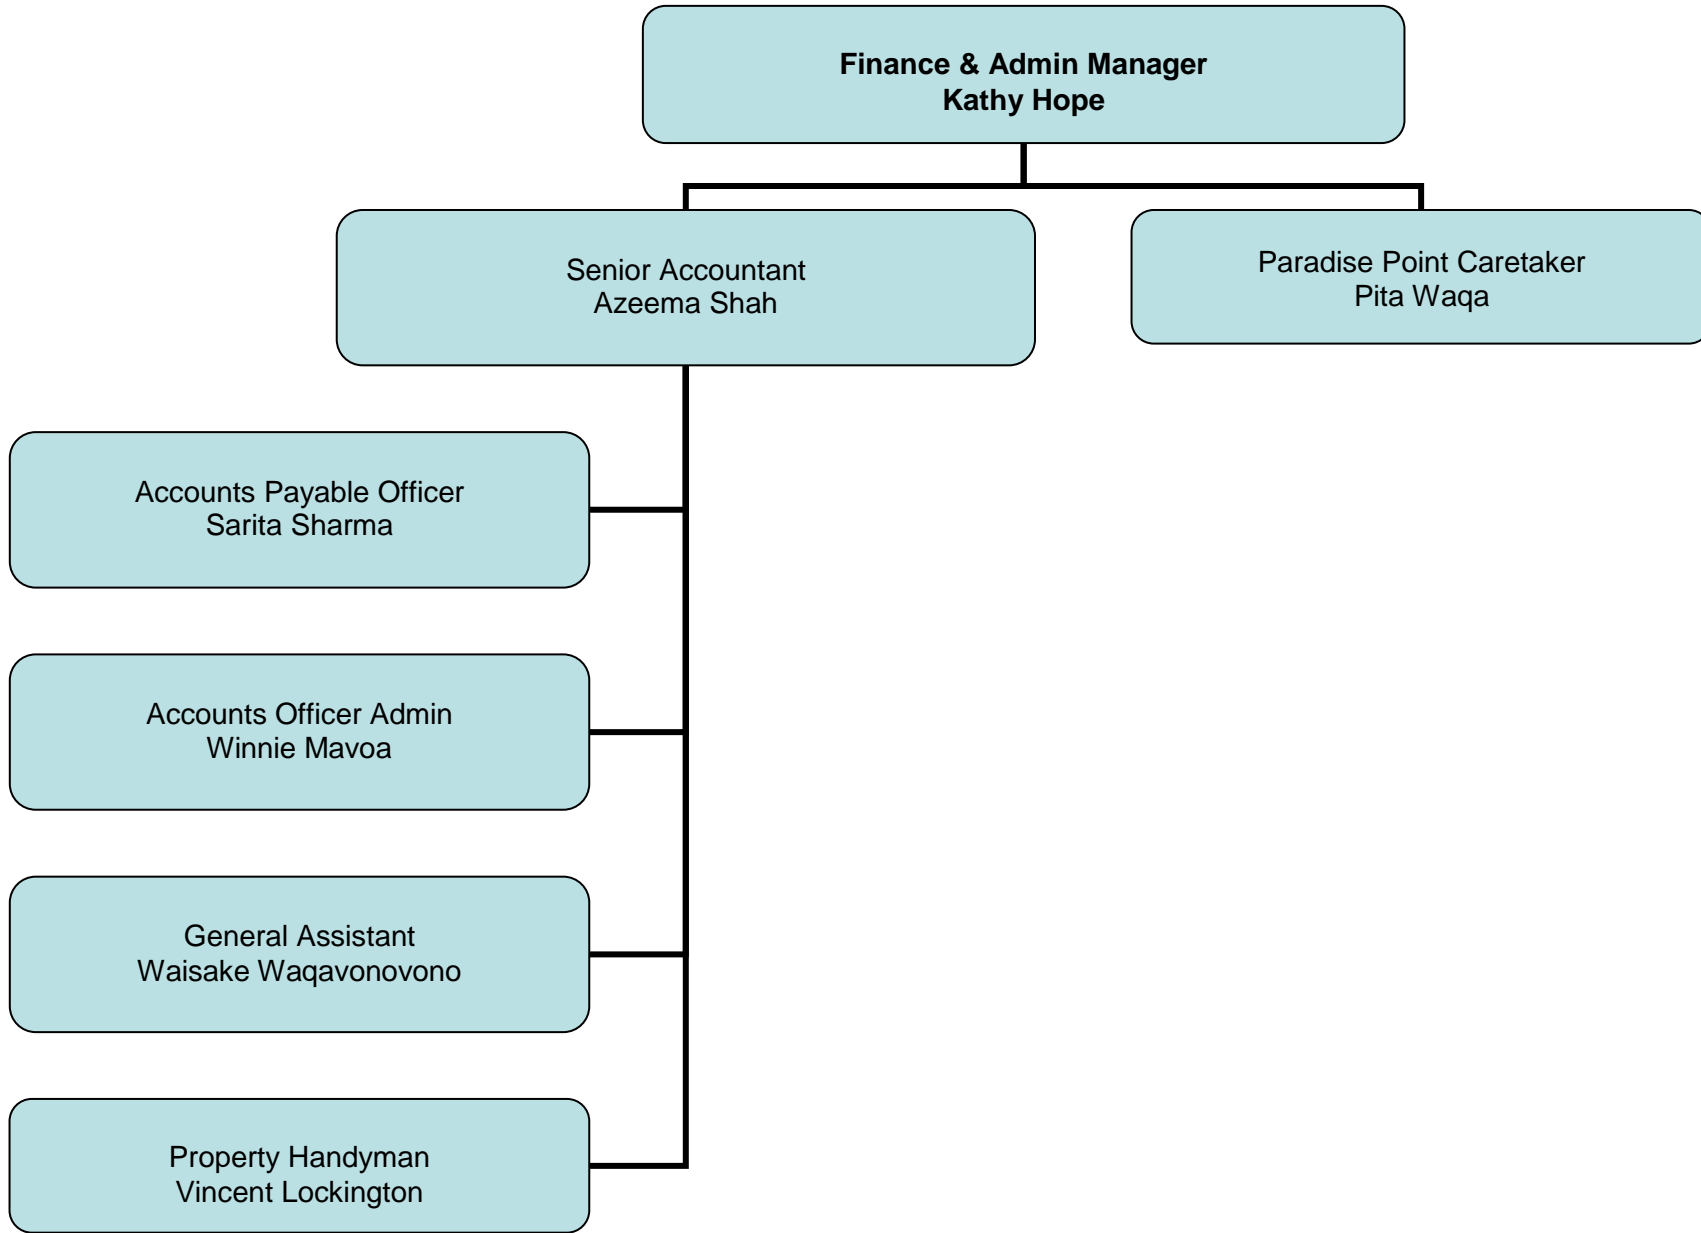 Finance & Admin Manager
Kathy Hope
Senior Accountant
Azeema Shah
Paradise Point Caretaker
Pita Waqa
Accounts Payable Officer
Sarita Sharma
Accounts Officer Admin
Winnie Mavoa
General Assistant
Waisake Waqavonovono
Property Handyman
Vincent Lockington